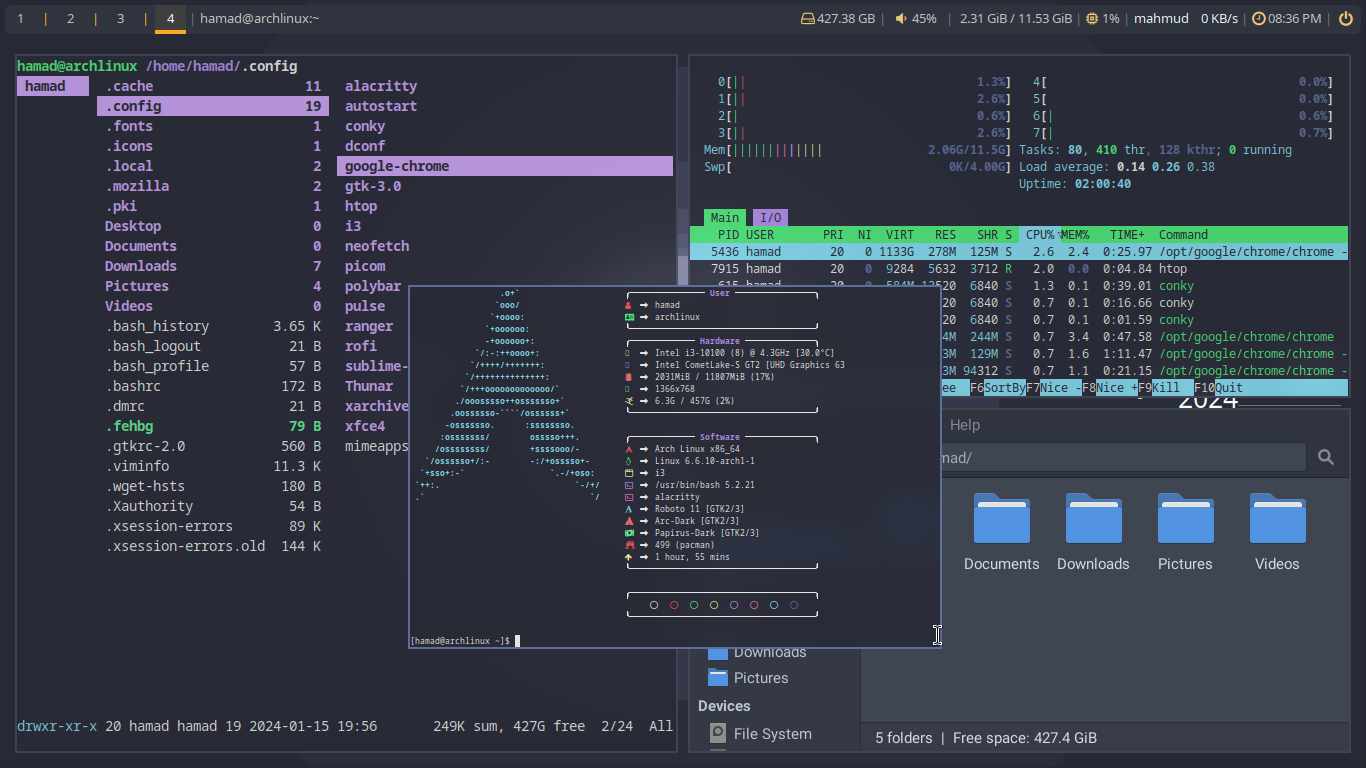 1 | 2 | 3 | 4 | hamad@archlinux:~ 427.38 GB | 45% | 2.31 GiB / 11.53 GiB | 1% | mahmud 0 KB/s | 08:36 PM |
hamad@archlinux /home/hamad/.config
hamad .cache 11 alacritty
.config 19 autostart
.fonts 1 conky
.icons 1 dconf
.local 2 google-chrome
.mozilla 2 gtk-3.0
.pki 1 htop
Desktop 0 i3
Documents 0 neofetch
Downloads 7 picom
Pictures 4 polybar
Videos 0 pulse
.bash_history 3.65 K ranger
.bash_logout 21 B rofi
.bash_profile 57 B sublime-
.bashrc 172 B Thunar
.dmrc 21 B xarchive
.fehbg 79 B xfce4
.gtkrc-2.0 560 B mimeapps
.viminfo 11.3 K
.wget-hsts 180 B
.Xauthority 54 B
.xsession-errors 89 K
.xsession-errors.old 144 K
drwxr-xr-x 20 hamad hamad 19 2024-01-15 19:56 249K sum, 427G free 2/24 All
0[|| 1.3%] 4[ 0.0%]
1[|| 2.6%] 5[ 0.0%]
2[| 0.6%] 6[| 0.6%]
3[|| 2.6%] 7[| 0.7%]
Mem[|||||||||||||| 2.06G/11.5G] Tasks: 80, 410 thr, 128 kthr; 0 running
Swp[ 0K/4.00G] Load average: 0.14 0.26 0.38
Uptime: 02:00:40
Main I/O
PID USER PRI NI VIRT RES SHR S CPU%▽MEM% TIME+ Command
5436 hamad 20 0 1133G 278M 125M S 2.6 2.4 0:25.97 /opt/google/chrome/chrome -
7915 hamad 20 0 9284 5632 3712 R 2.0 0.0 0:04.84 htop
6840 S 1.3 0.1 0:39.01 conky
20 6840 S 0.7 0.1 0:16.66 conky
20 6840 S 0.7 0.1 0:01.59 conky
4M 244M S 0.7 3.4 0:47.58 /opt/google/chrome/chrome
3M 129M S 0.7 1.6 1:11.47 /opt/google/chrome/chrome -
3M 94312 S 0.7 1.1 0:21.15 /opt/google/chrome/chrome -
ee F6SortByF7Nice -F8Nice +F9Kill F10Quit
2024
User
hamad
archlinux
Hardware
Intel i3-10100 (8) @ 4.3GHz [30.0°C]
Intel CometLake-S GT2 [UHD Graphics 63
2031MiB / 11807MiB (17%)
1366x768
6.3G / 457G (2%)
Software
Arch Linux x86_64
Linux 6.6.10-arch1-1
i3
/usr/bin/bash 5.2.21
alacritty
Roboto 11 [GTK2/3]
Arc-Dark [GTK2/3]
Papirus-Dark [GTK2/3]
499 (pacman)
1 hour, 55 mins
[hamad@archlinux ~]$
Help
mad/
Documents Downloads Pictures Videos
Downloads
Pictures
Devices
File System
5 folders | Free space: 427.4 GiB